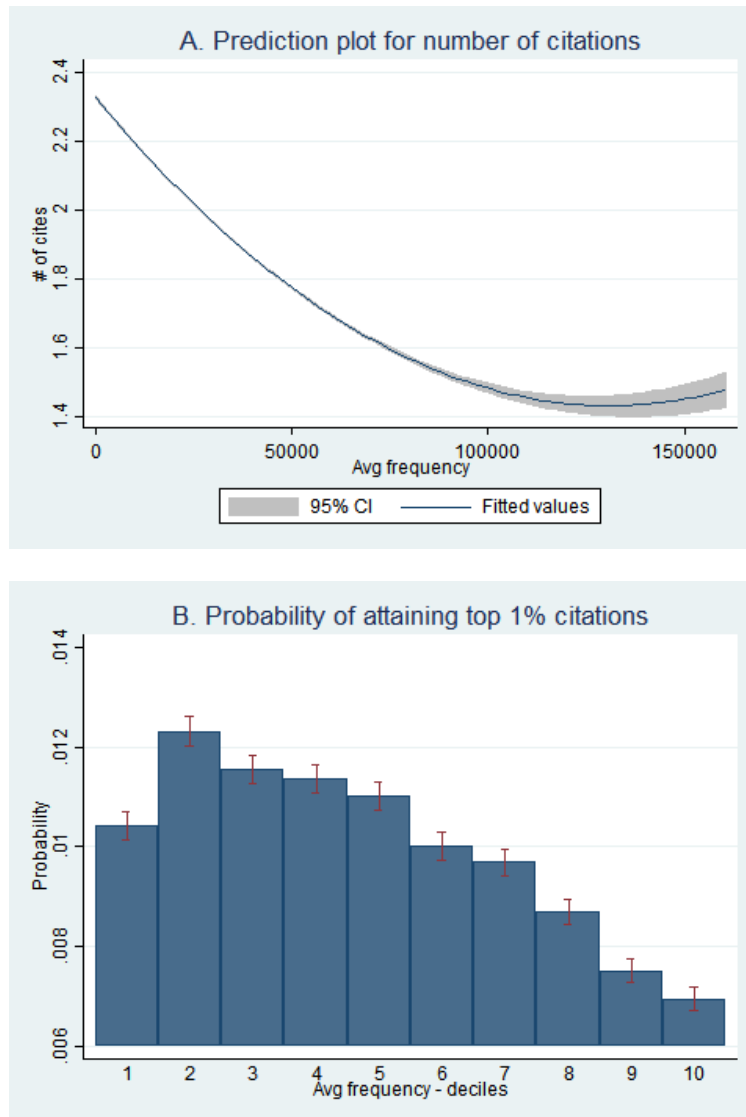 A. Prediction plot for number of citations
2.4
2.2
2
1.8
1.6
1.4
# of cites
0 50000 100000 150000
Avg frequency
95% CI Fitted values
B. Probability of attaining top 1% citations
.014
.012
.01
.008
.006
Probability
1 2 3 4 5 6 7 8 9 10
Avg frequency - deciles